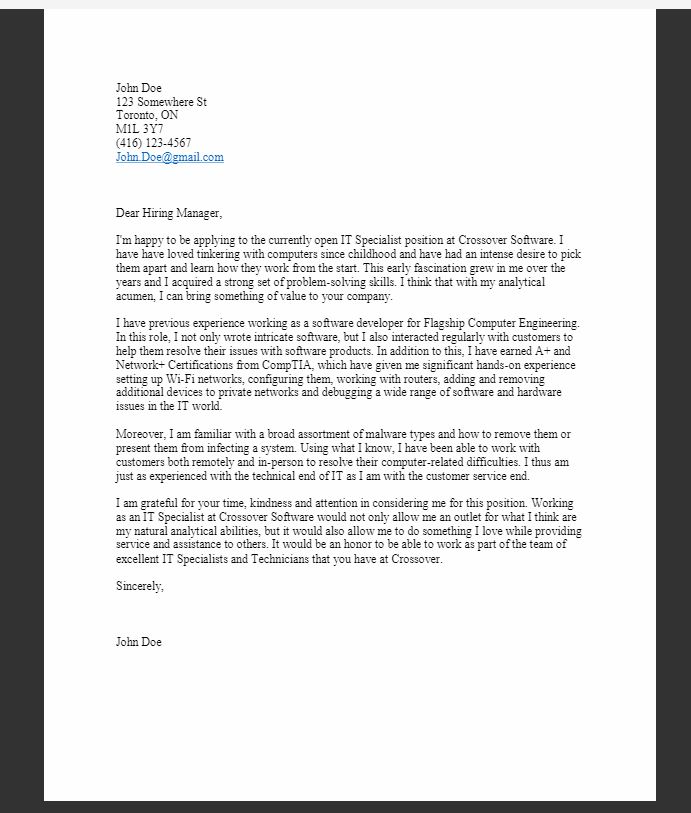 John Doe
123 Somewhere St
Toronto, ON
M1L 3Y7
(416) 123-4567
John.Doe@gmail.com
Dear Hiring Manager,
I'm happy to be applying to the currently open IT Specialist position at Crossover Software. I
have have loved tinkering with computers since childhood and have had an intense desire to pick
them apart and learn how they work from the start. This early fascination grew in me over the
years and I acquired a strong set of problem-solving skills. I think that with my analytical
acumen, I can bring something of value to your company.
I have previous experience working as a software developer for Flagship Computer Engineering.
In this role, I not only wrote intricate software, but I also interacted regularly with customers to
help them resolve their issues with software products. In addition to this, I have earned A+ and
Network+ Certifications from CompTIA, which have given me significant hands-on experience
setting up Wi-Fi networks, configuring them, working with routers, adding and removing
additional devices to private networks and debugging a wide range of software and hardware
issues in the IT world.
Moreover, I am familiar with a broad assortment of malware types and how to remove them or
present them from infecting a system. Using what I know, I have been able to work with
customers both remotely and in-person to resolve their computer-related difficulties. I thus am
just as experienced with the technical end of IT as I am with the customer service end.
I am grateful for your time, kindness and attention in considering me for this position. Working
as an IT Specialist at Crossover Software would not only allow me an outlet for what I think are
my natural analytical abilities, but it would also allow me to do something I love while providing
service and assistance to others. It would be an honor to be able to work as part of the team of
excellent IT Specialists and Technicians that you have at Crossover.
Sincerely,
John Doe